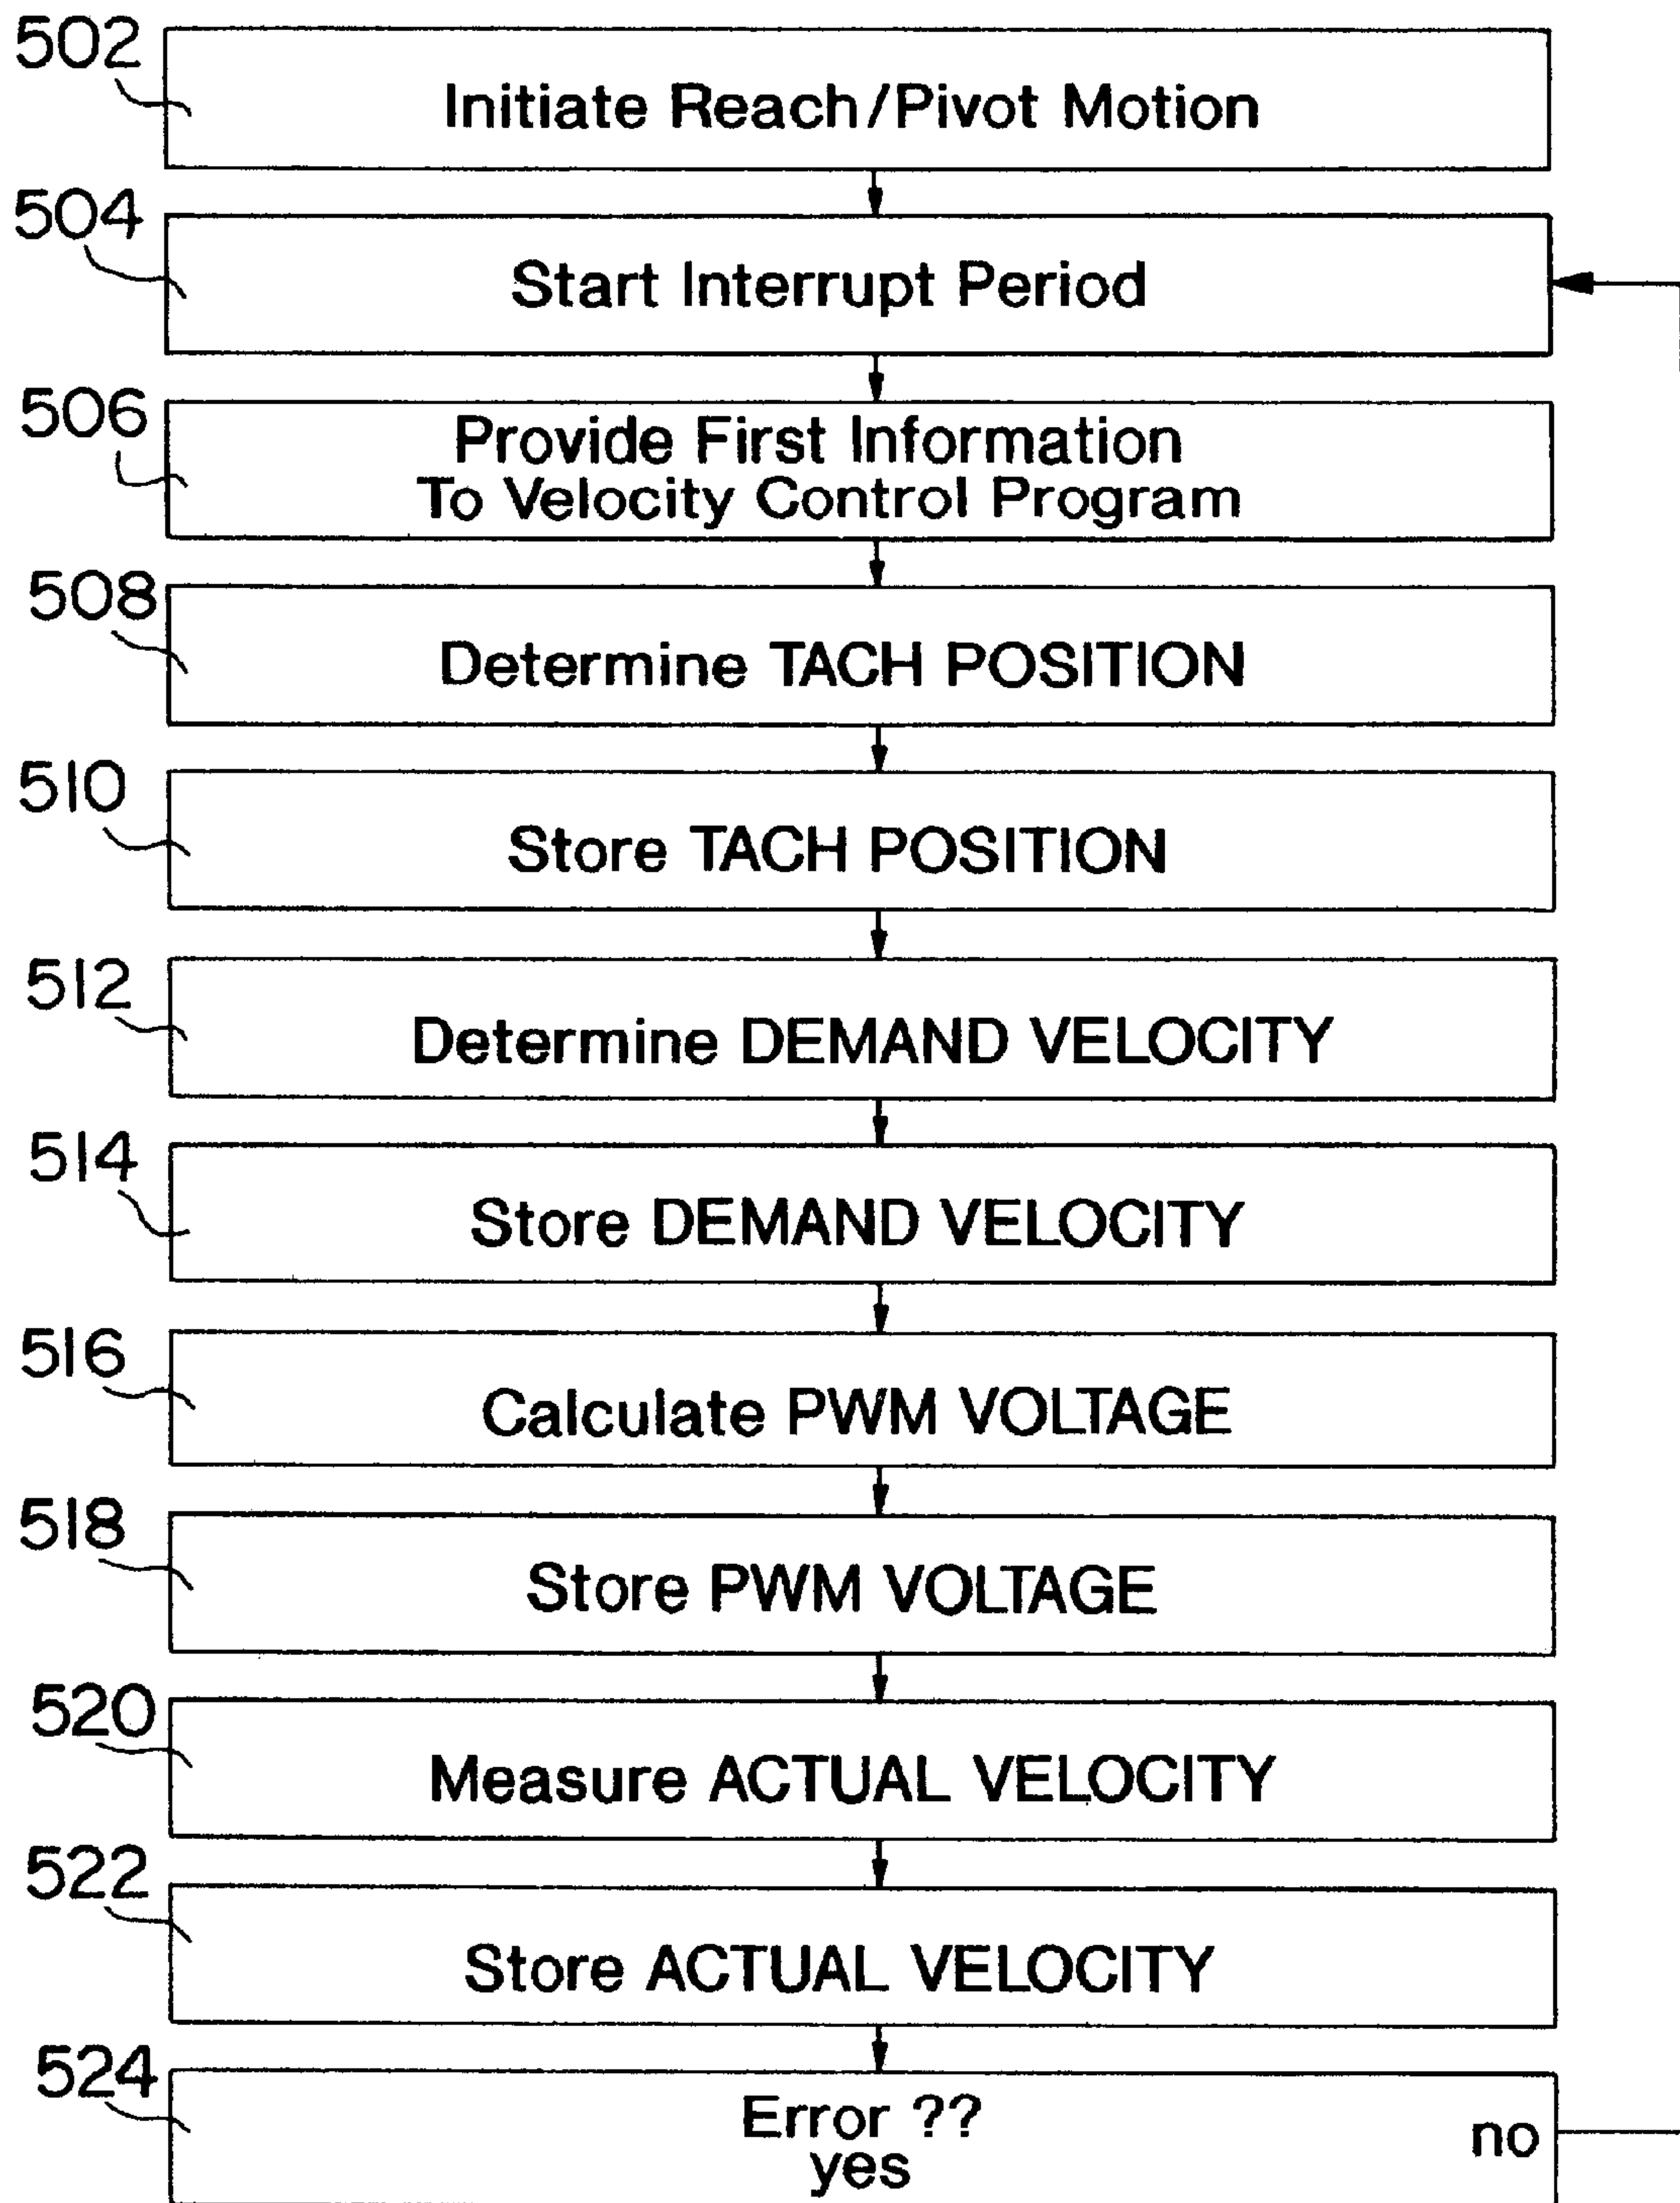 502
Initiate Reach/Pivot Motion
504
Start Interrupt Period
506
Provide First Information
To Velocity Control Program
508
Determine TACH POSITION
510
Store TACH POSITION
512
Determine DEMAND VELOCITY
514
Store DEMAND VELOCITY
516
Calculate PWM VOLTAGE
518
Store PWM VOLTAGE
520
Measure ACTUAL VELOCITY
522
Store ACTUAL VELOCITY
524
Error ??
no
yes